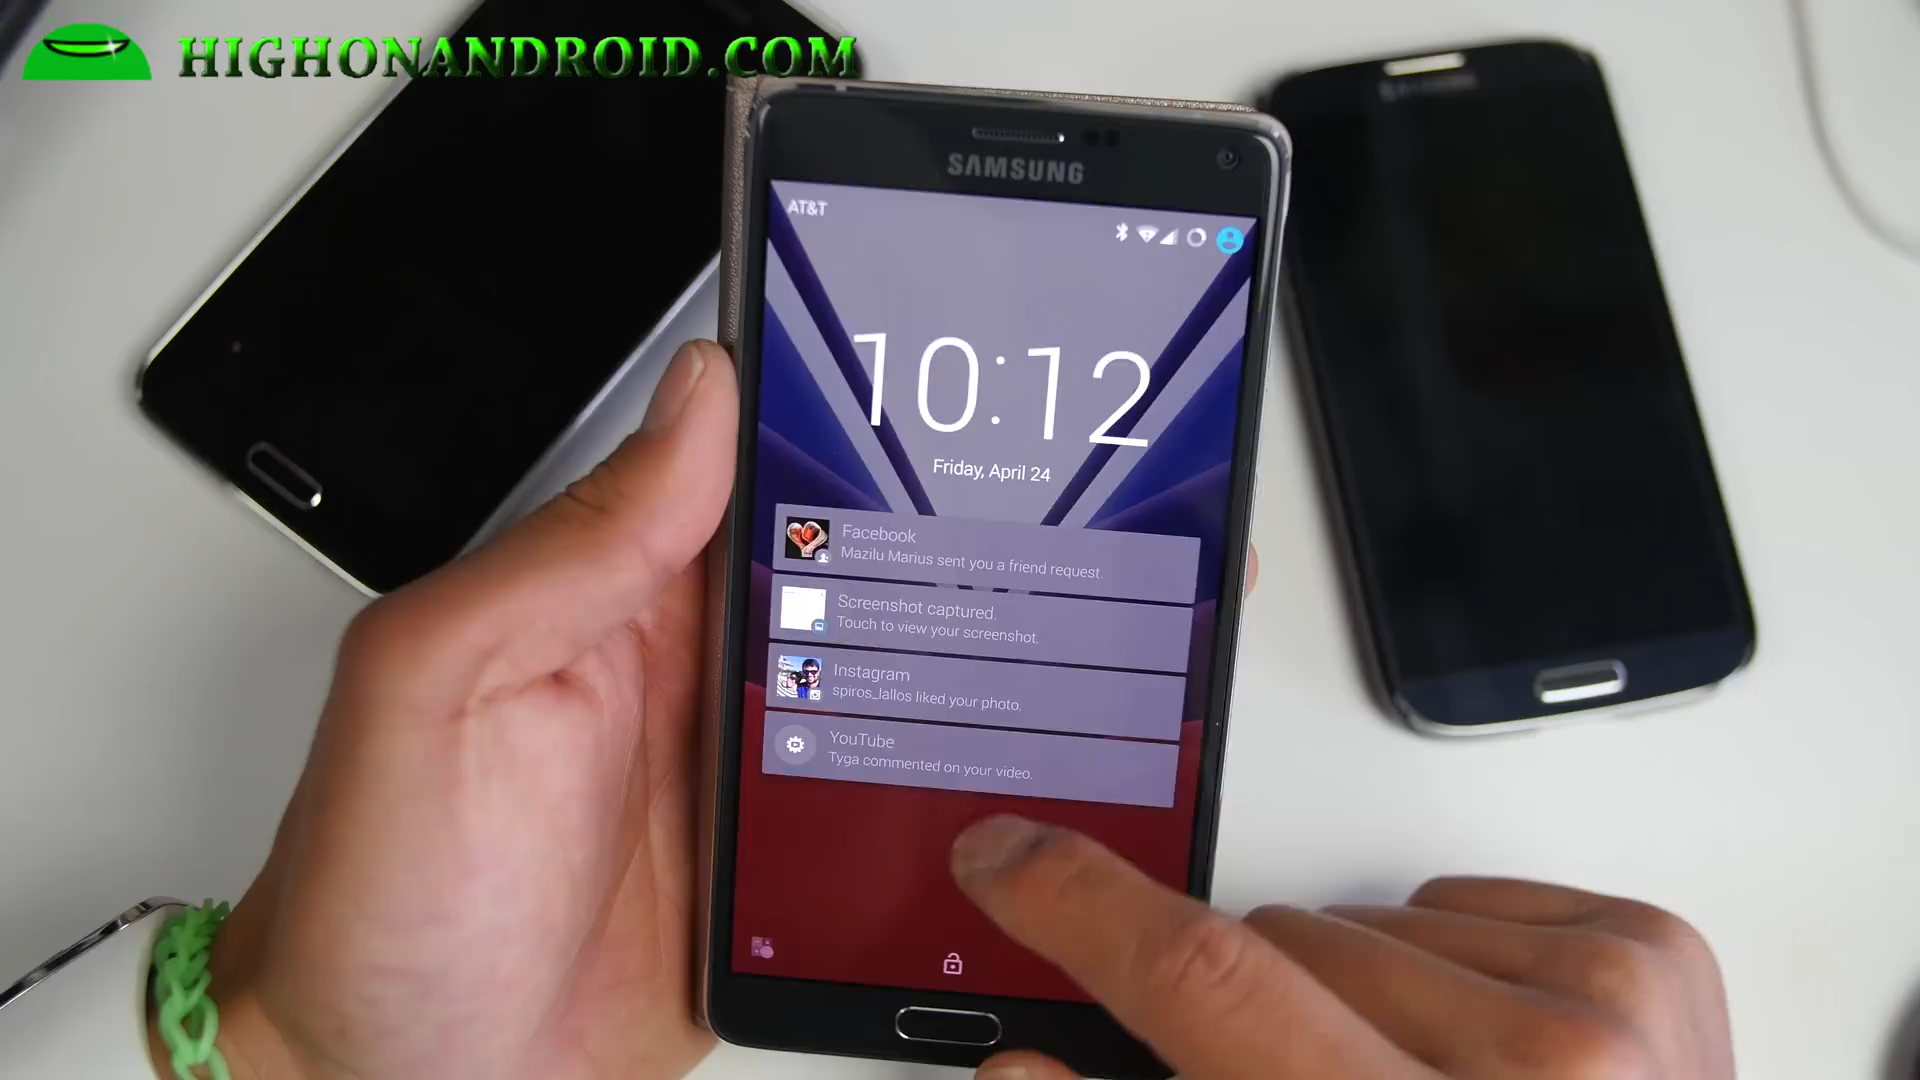 HIGHONANDROID.COM
SAMSUNG
AT&T
10:12
Friday, April 24
Facebook
Mazilu Marius sent you a friend request.
Screenshot captured.
Touch to view your screenshot.
Instagram
spiros_lallos liked your photo.
YouTube
Tyga commented on your video.